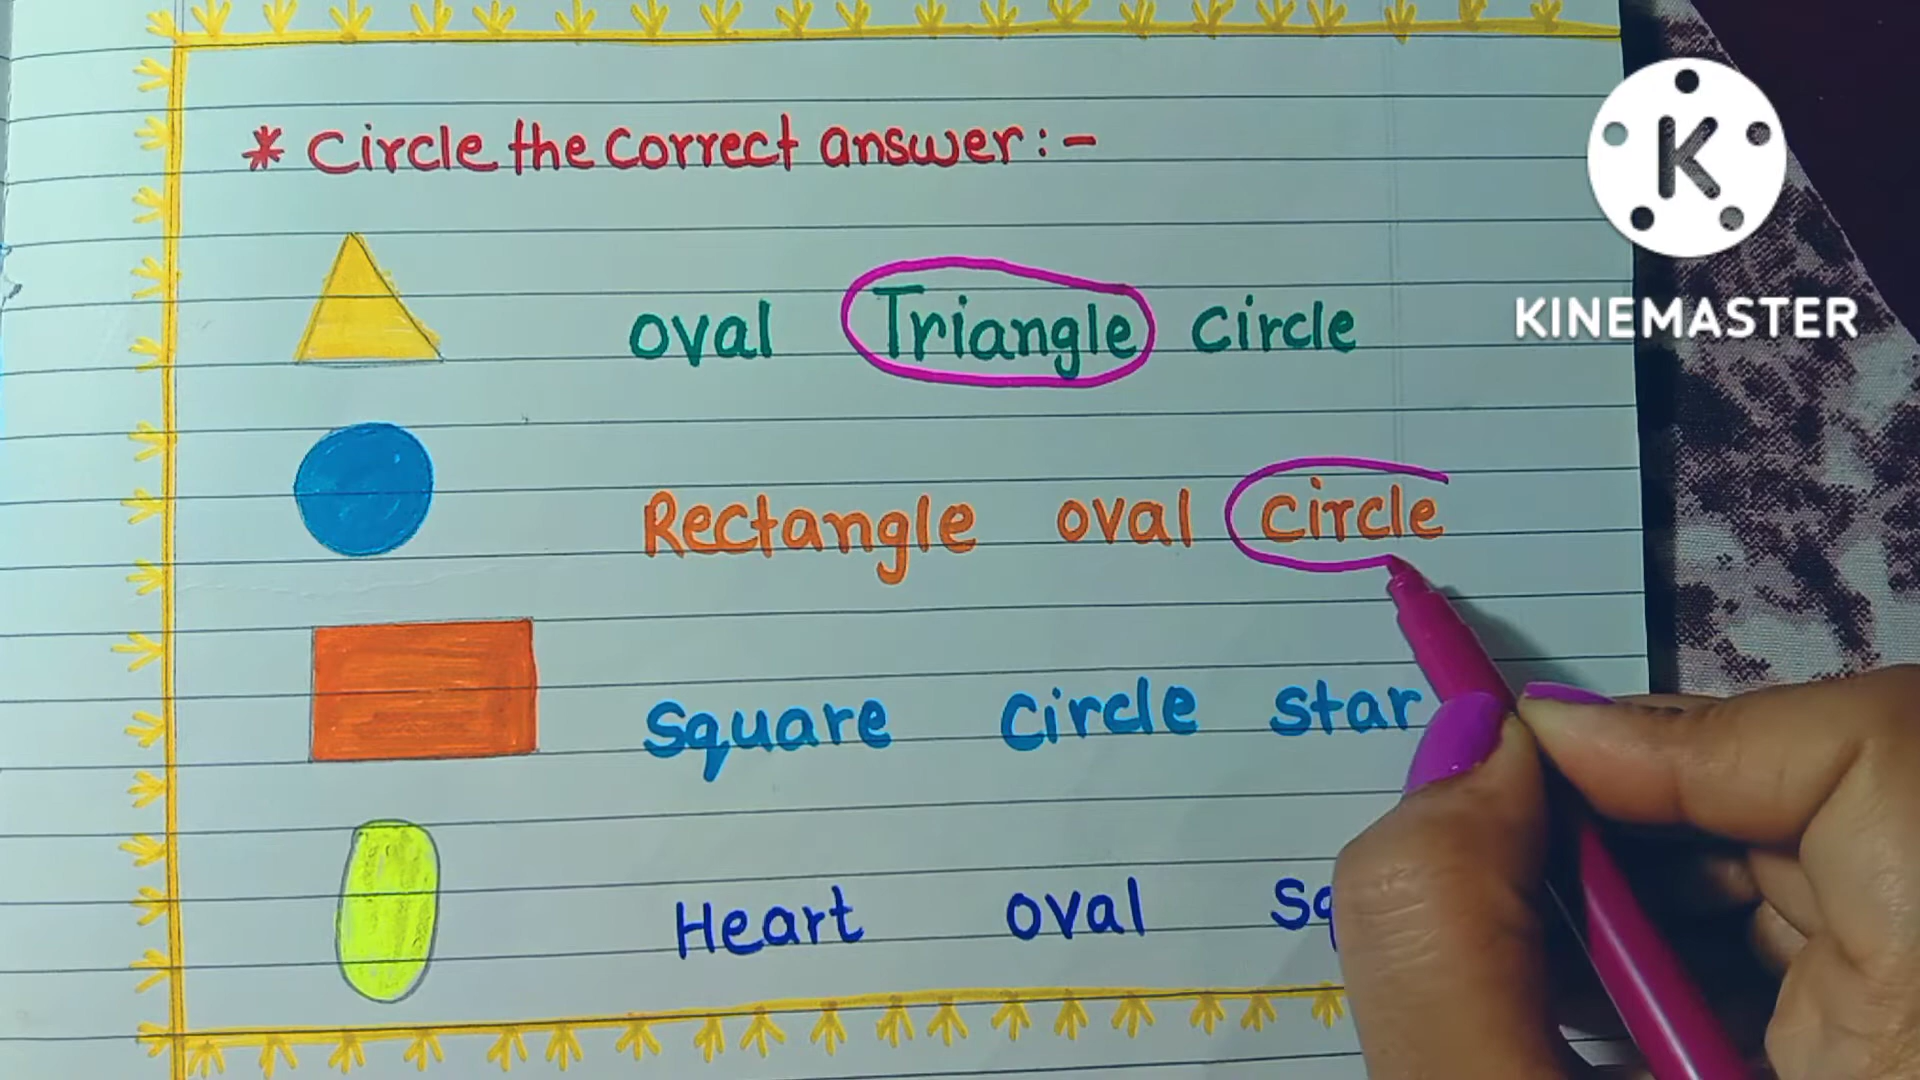 * Circle the correct answer :-
K
KINEMASTER
oval Triangle circle
Rectangle oval circle
Square Circle star
Heart oval